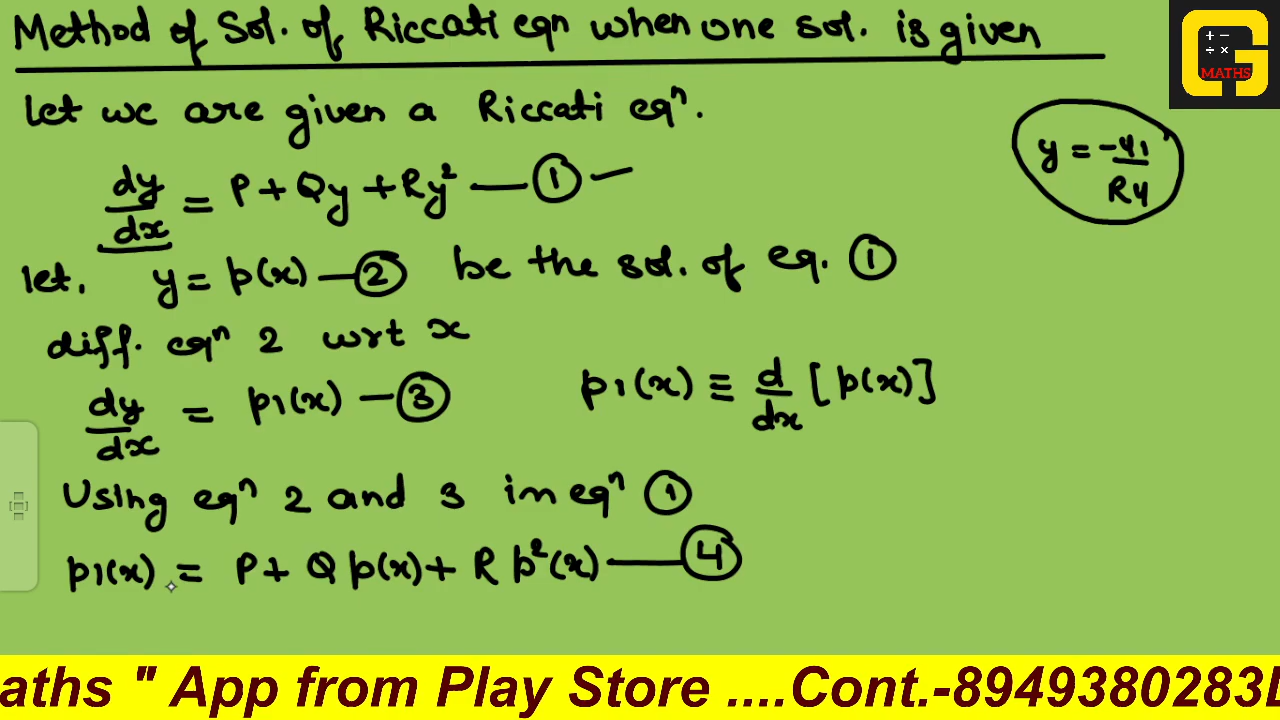 Method of Sol. of Riccati eqn when one sol. is given
+ −
÷ ×
MATHS
let we are given a Riccati eqⁿ.
y = -y1/Ry
dy/dx = P + Qy + Ry² — ①
let. y = p(x) — ② be the sol. of eq. ①
diff. eqⁿ 2 wrt x
dy/dx = p1(x) — ③
p1(x) ≡ d/dx [p(x)]
Using eqⁿ 2 and 3 in eqⁿ ①
p1(x) = P + Q p(x) + R p²(x) — ④
aths " App from Play Store ....Cont.-8949380283